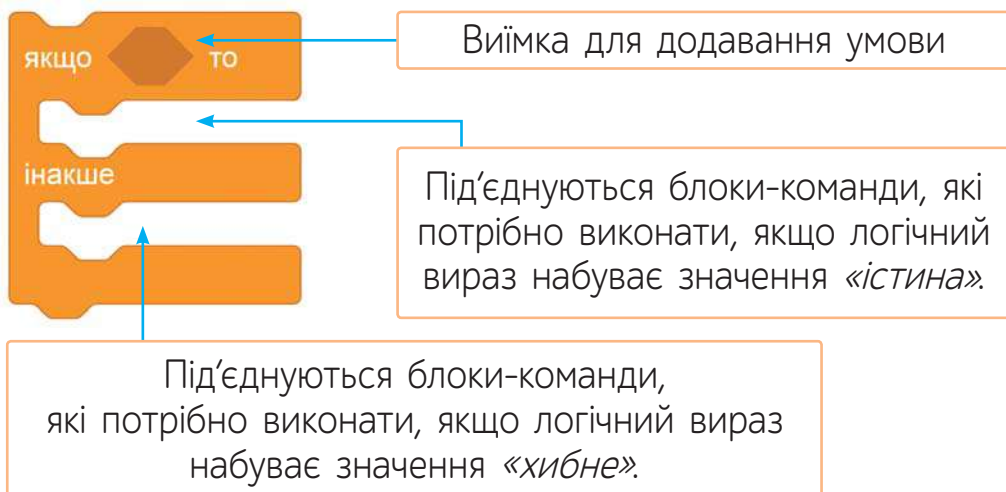 якщо то
Виїмка для додавання умови
інакше
Під’єднуються блоки-команди, які
потрібно виконати, якщо логічний
вираз набуває значення «істина».
Під’єднуються блоки-команди,
які потрібно виконати, якщо логічний вираз
набуває значення «хибне».